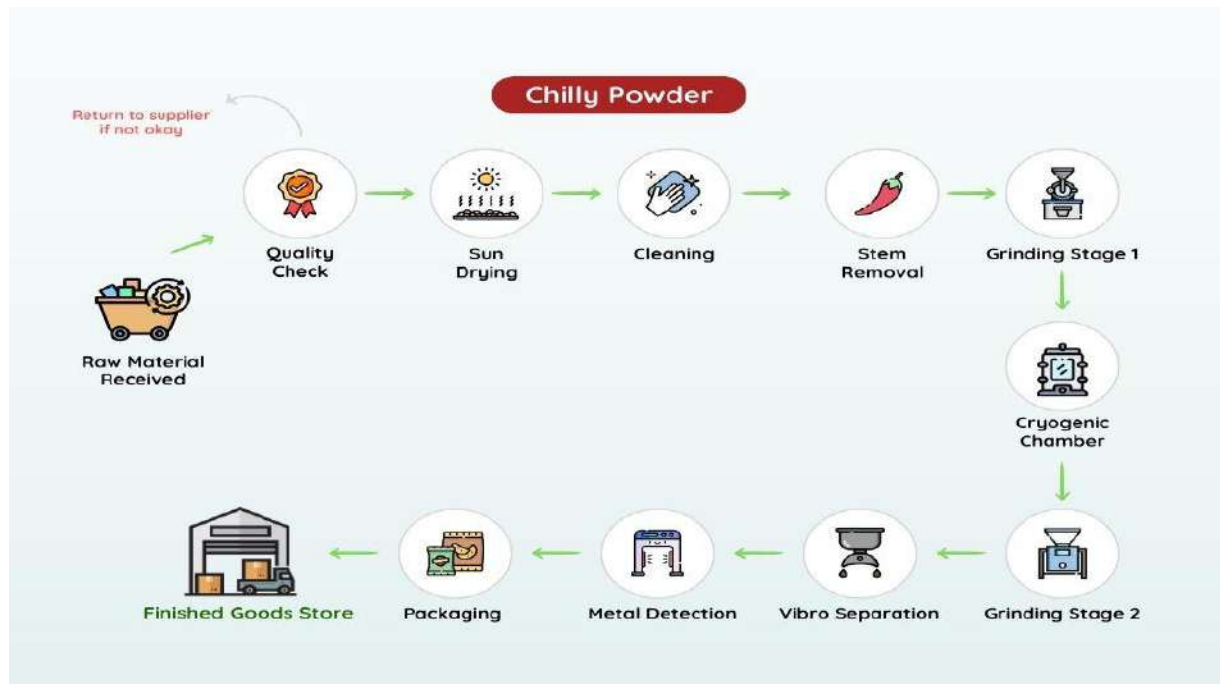 Chilly Powder
Return to supplier
if not okay
Quality
Check
Sun
Drying
Cleaning
Stem
Removal
Grinding Stage 1
Raw Material
Received
Cryogenic
Chamber
Finished Goods Store
Packaging
Metal Detection
Vibro Separation
Grinding Stage 2